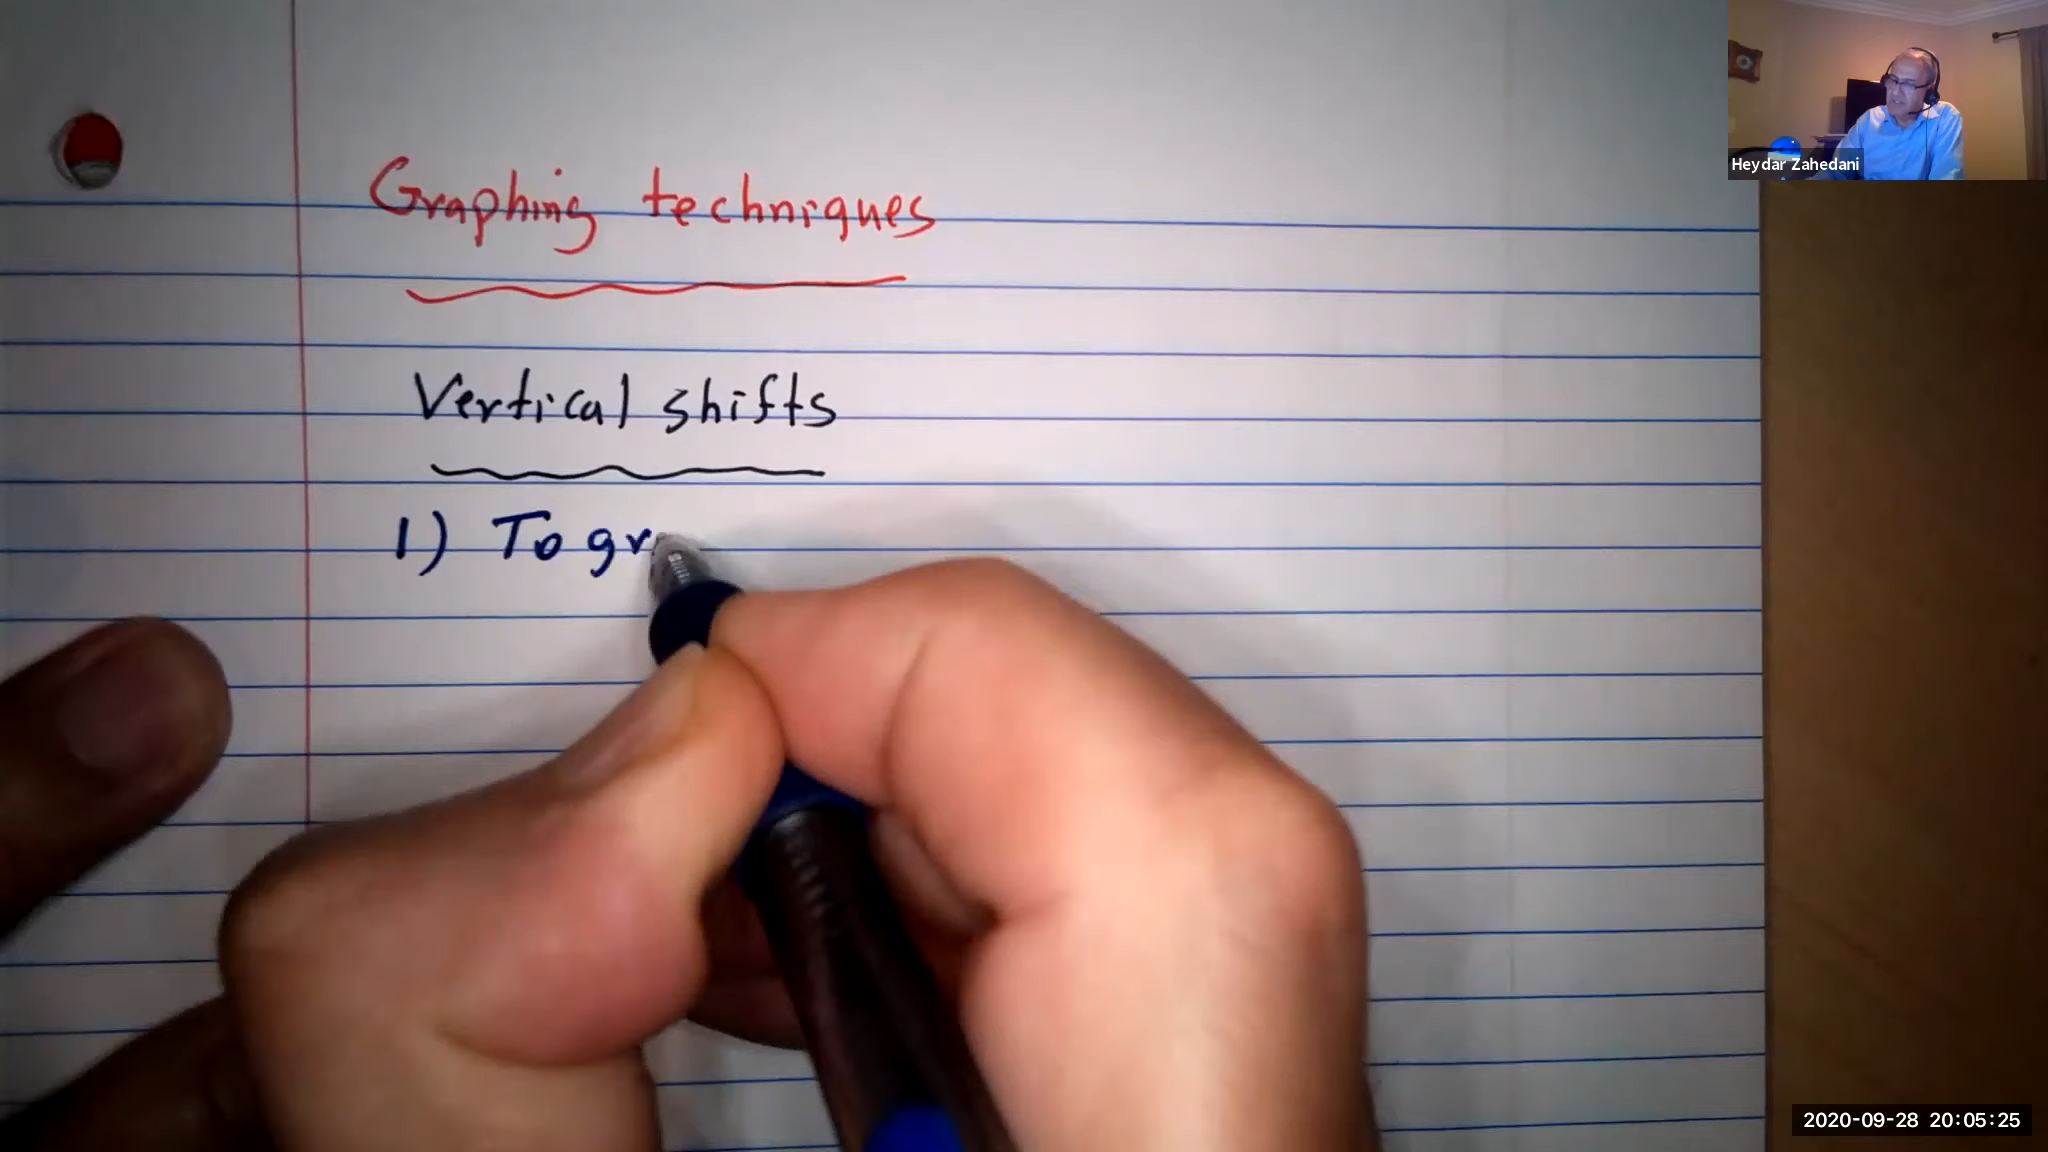 Graphing techniques
Heydar Zahedani
Vertical shifts
1) To gr
2020-09-28 20:05:25